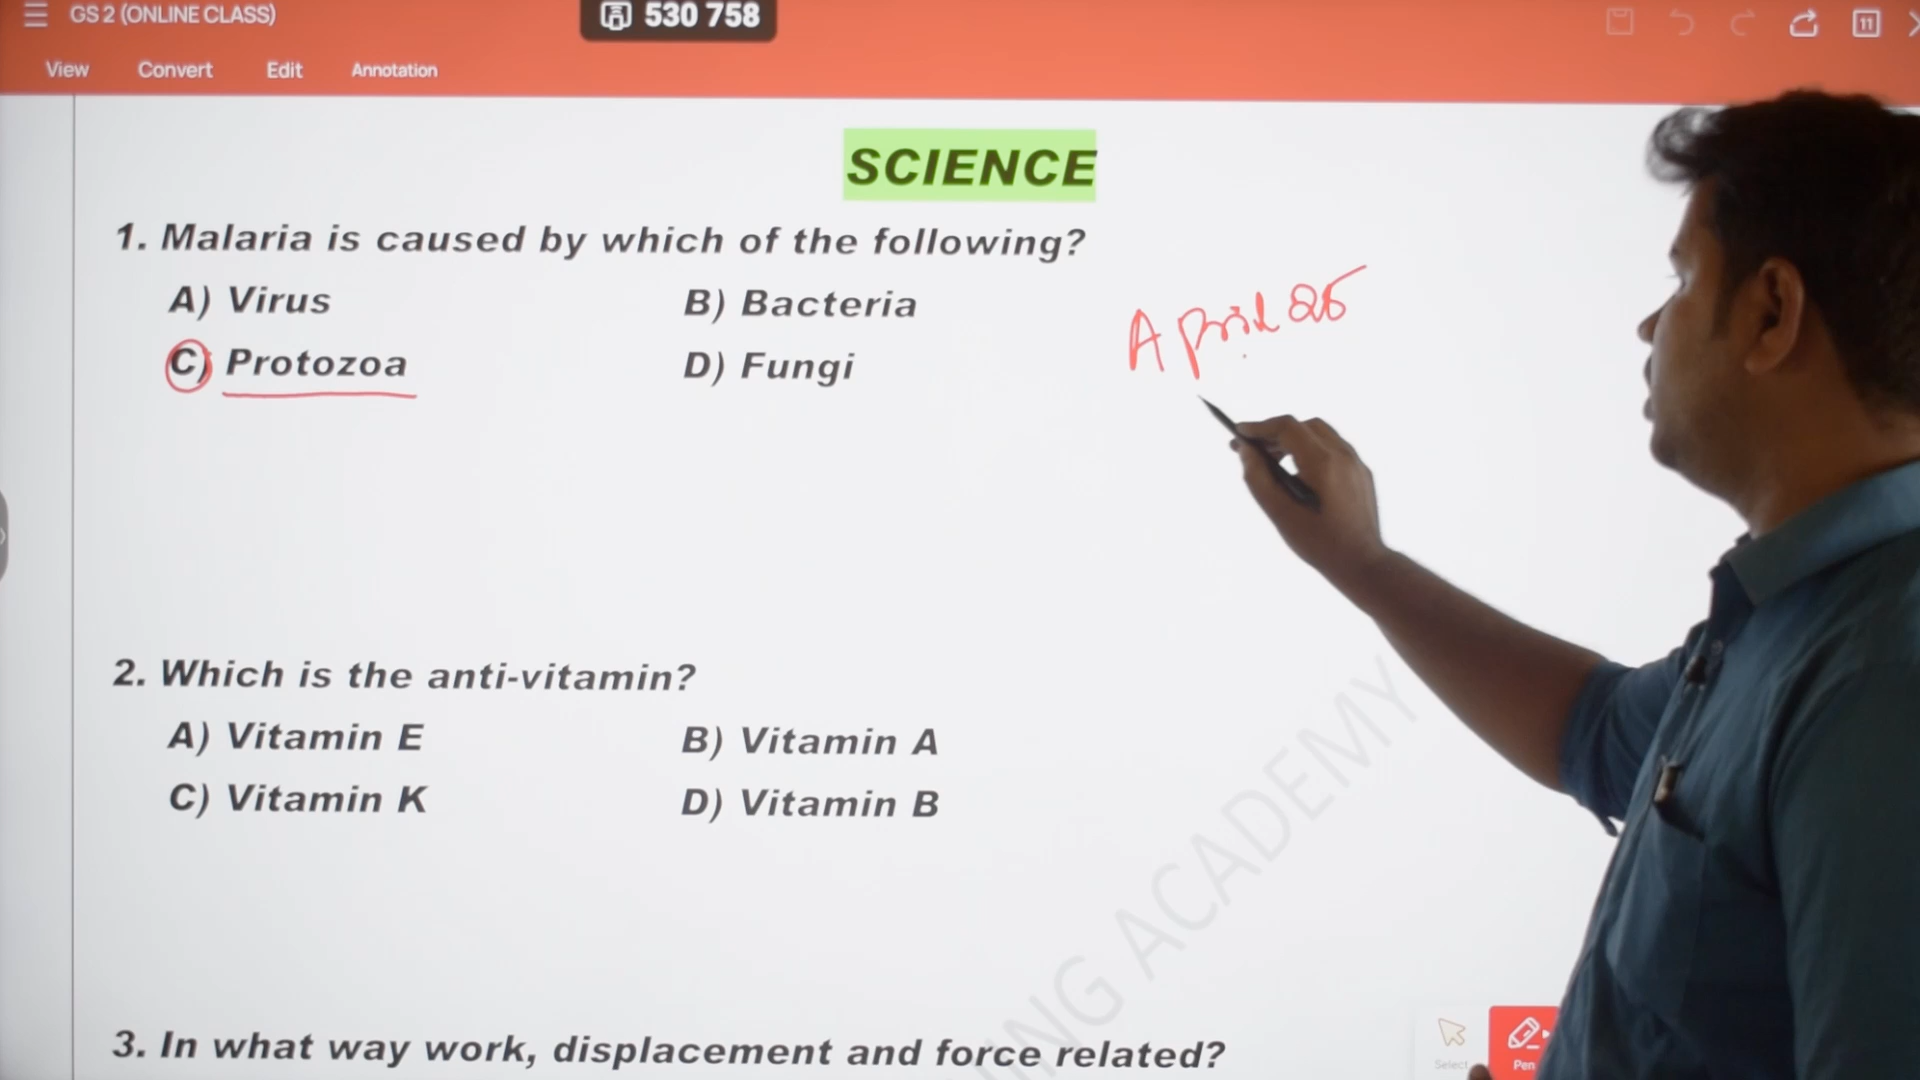 GS 2 (ONLINE CLASS)
530 758
11
View Convert Edit Annotation
SCIENCE
1. Malaria is caused by which of the following?
A) Virus B) Bacteria
C) Protozoa D) Fungi
April 25
2. Which is the anti-vitamin?
A) Vitamin E B) Vitamin A
C) Vitamin K D) Vitamin B
ACADEMY
3. In what way work, displacement and force related?
Select Pen